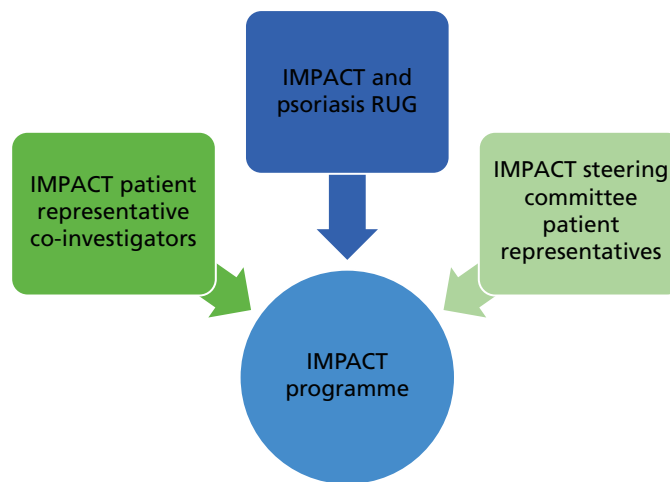 IMPACT and
psoriasis RUG
IMPACT patient
representative
co-investigators
IMPACT steering
committee
patient
representatives
IMPACT
programme